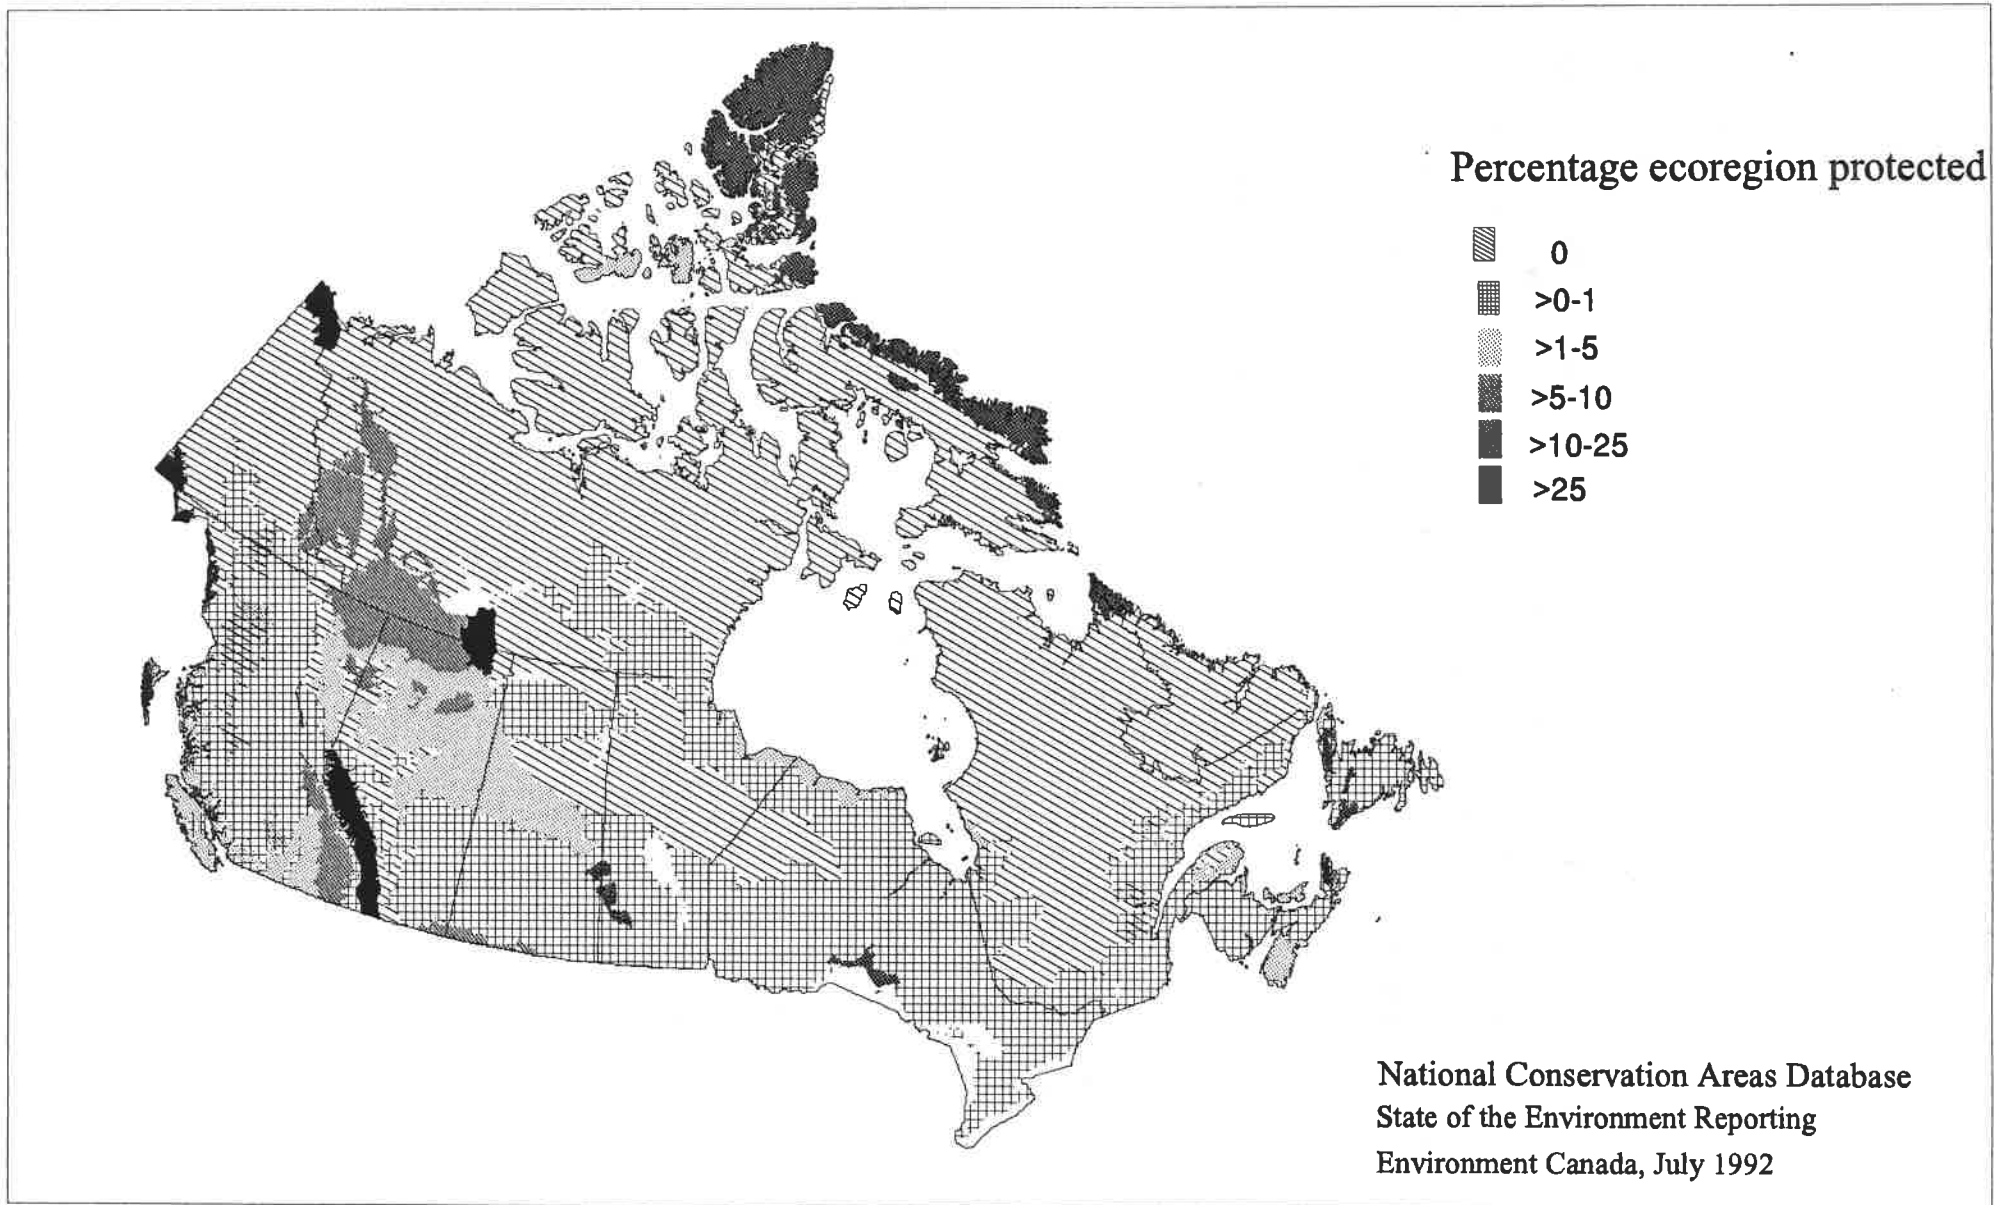 Percentage ecoregion protected
0
>0-1
>1-5
>5-10
>10-25
>25
National Conservation Areas Database
State of the Environment Reporting
Environment Canada, July 1992